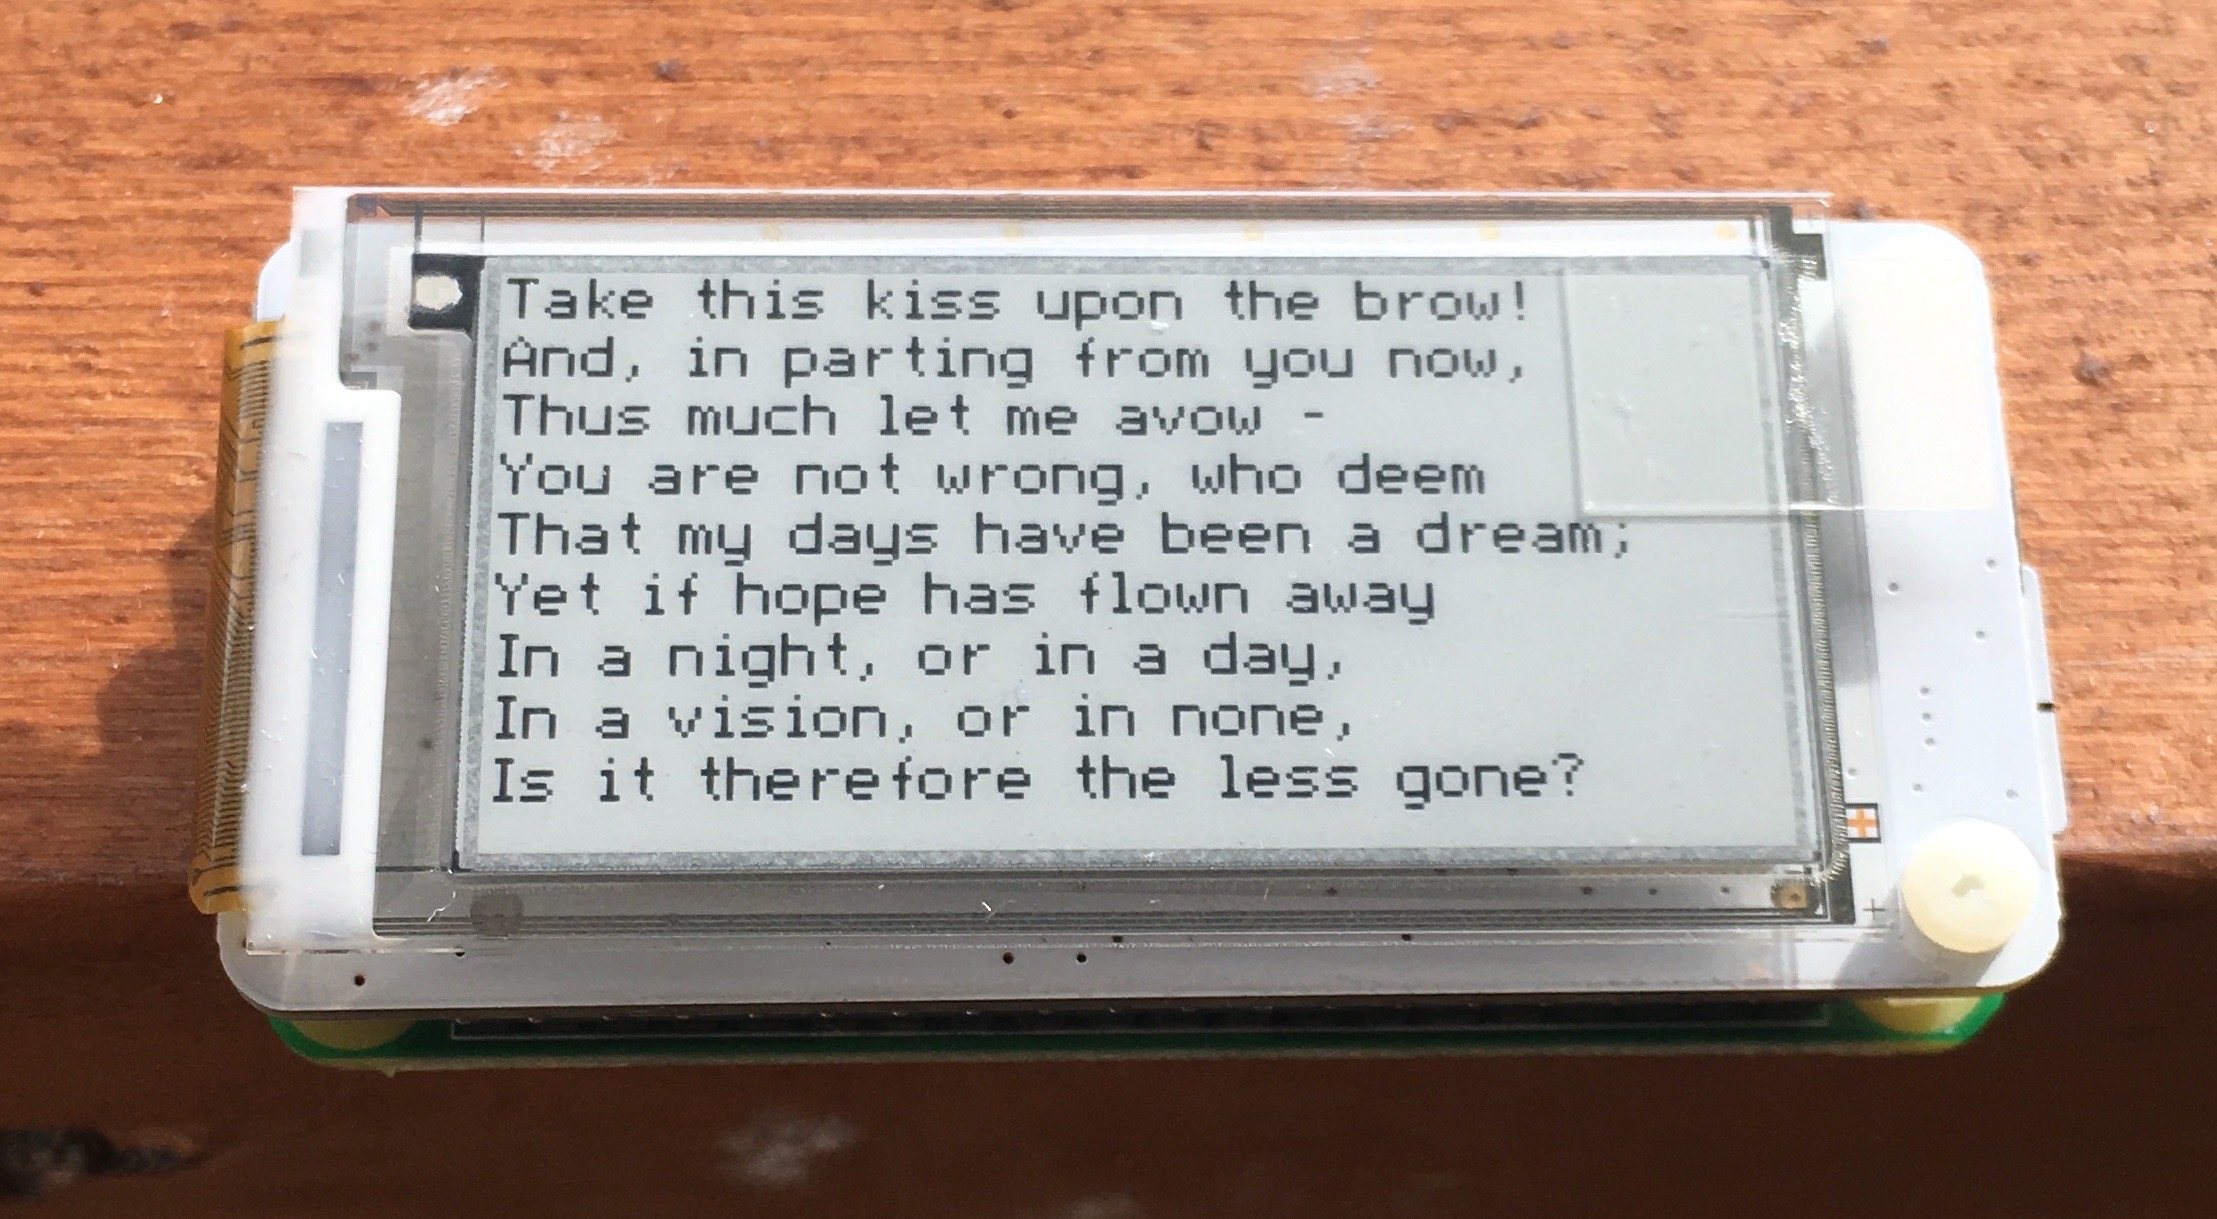 Take this kiss upon the brow!
And, in parting from you now,
Thus much let me avow -
You are not wrong, who deem
That my days have been a dream;
Yet if hope has flown away
In a night, or in a day,
In a vision, or in none,
Is it therefore the less gone?